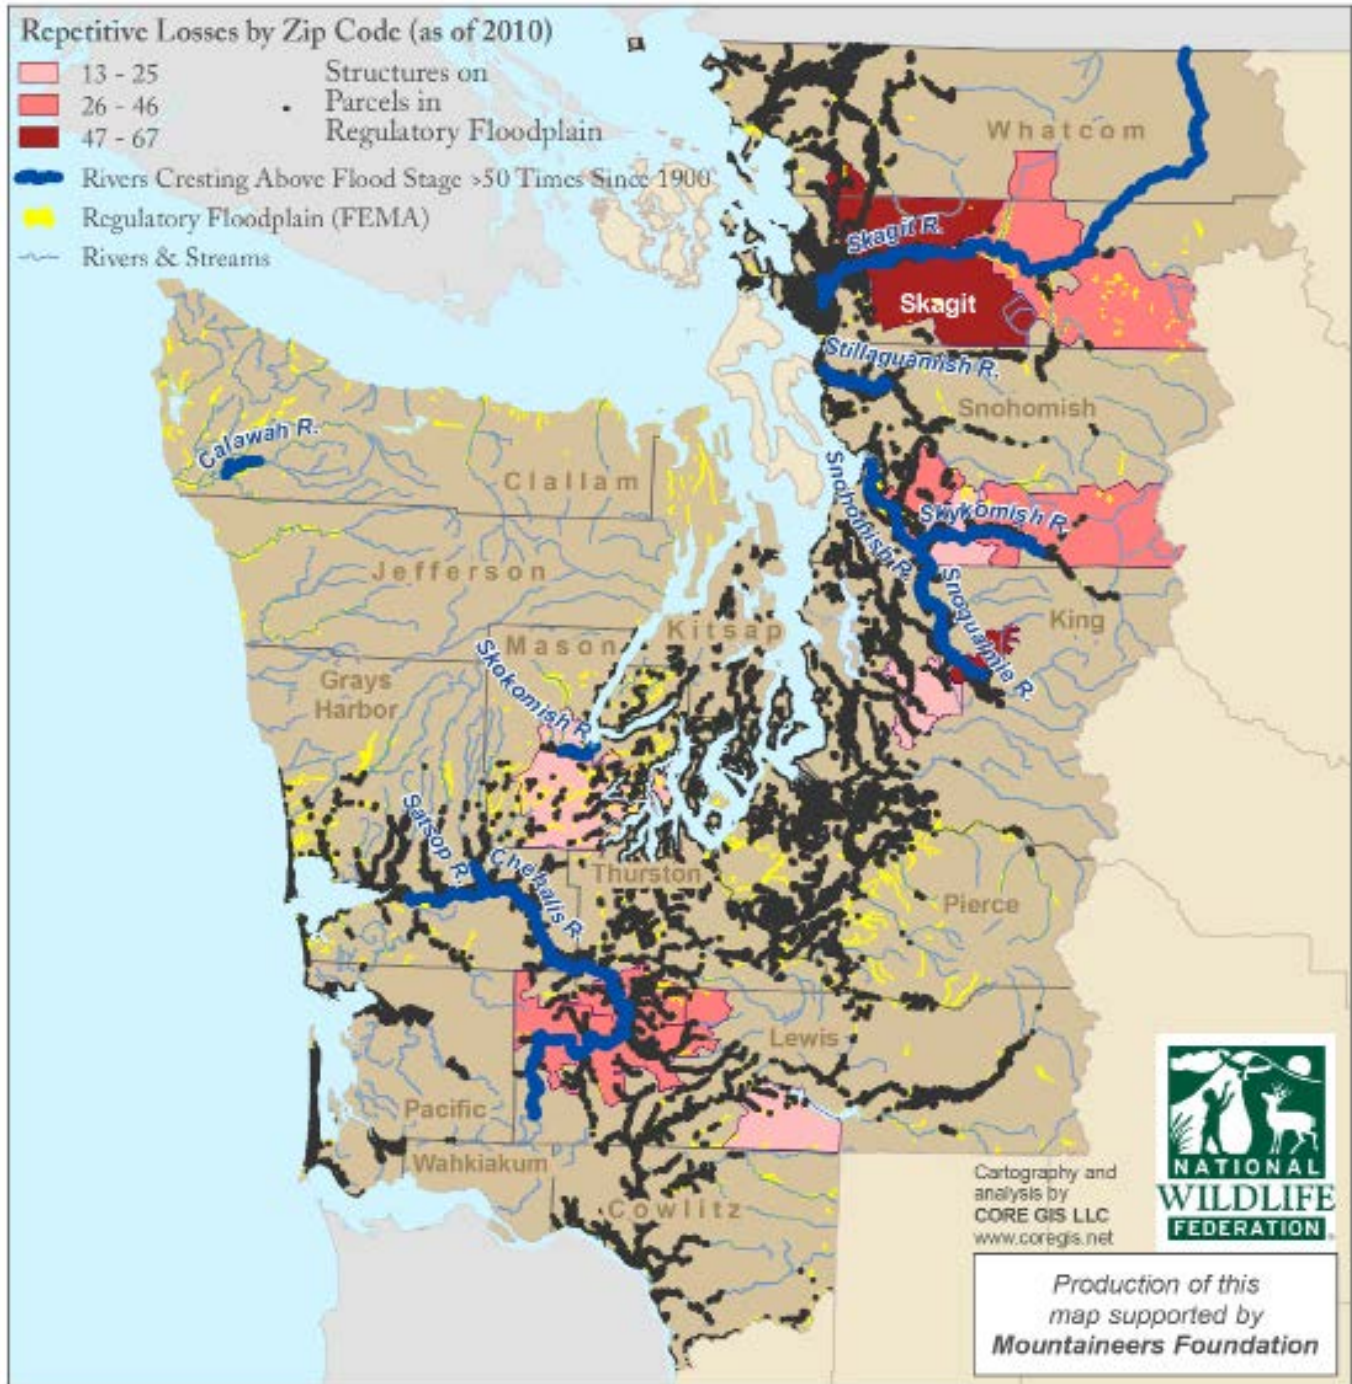 Repetitive Losses by Zip Code (as of 2010)
13 - 25
26 - 46
47 - 67
Structures on
Parcels in
Regulatory Floodplain
Rivers Cresting Above Flood Stage >50 Times Since 1900
Regulatory Floodplain (FEMA)
Rivers & Streams
Whatcom
Skagit R.
Skagit
Stillaguamish R.
Snohomish
Calawah R.
Clallam
Snohomish R.
Skykomish R.
Jefferson
Snoqualmie R.
King
Kitsap
Mason
Skokomish R.
Grays
Harbor
Satsop R.
Chehalis R.
Thurston
Pierce
Lewis
Pacific
Wahkiakum
Cowlitz
Cartography and
analysis by
CORE GIS LLC
www.coregis.net
NATIONAL
WILDLIFE
FEDERATION
Production of this
map supported by
Mountaineers Foundation